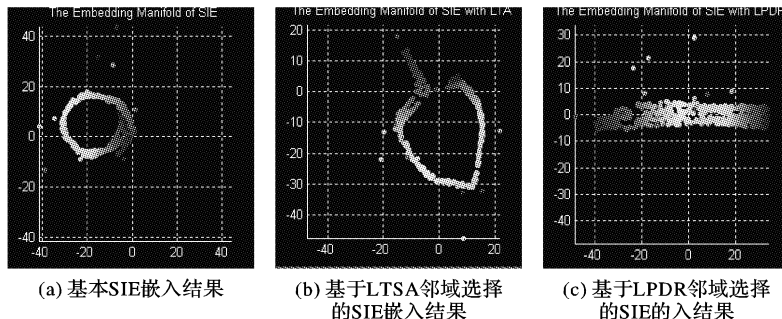 The Embedding Manifold of SIE
40
20
0
-20
-40
-40 -20 0 20 40
(a) 基本SIE嵌入结果
The Embedding Manifold of SIE with LTA
20
10
0
-10
-20
-30
-40
-40 -20 0 20
(b) 基于LTSA邻域选择
的SIE嵌入结果
The Embedding Manifold of SIE with LPDR
30
20
10
0
-10
-20
-30
-40
-40 -20 0 20
(c) 基于LPDR邻域选择
的SIE的入结果